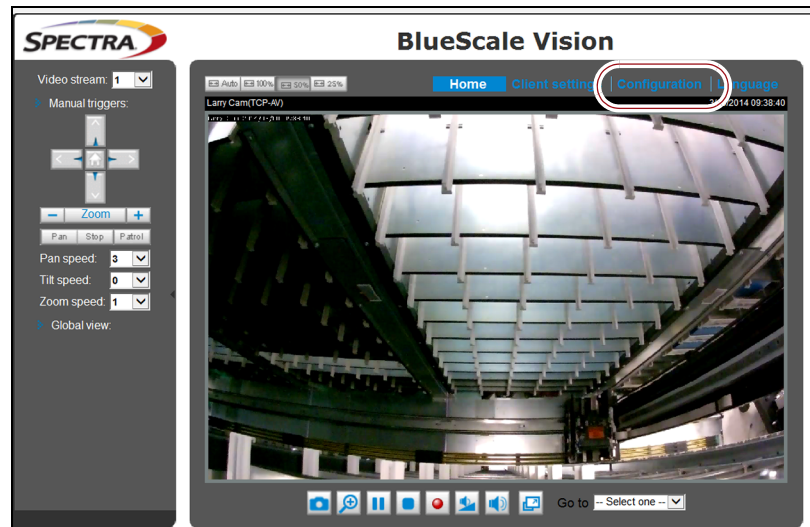 SPECTRA
BlueScale Vision
Video stream: 1
Manual triggers:
Zoom
Pan Stop Patrol
Pan speed: 3
Tilt speed: 0
Zoom speed: 1
Global view:
Auto 100% 50% 25%
Home Client setting Configuration Language
Larry Cam(TCP-AV)
2014 09:38:40
Go to -- Select one --